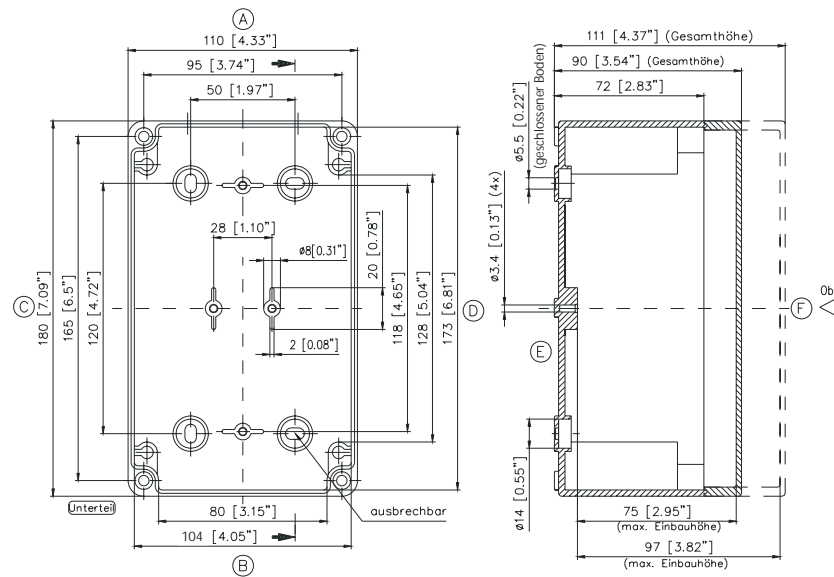 A
110 [4.33"]
95 [3.74"]
50 [1.97"]
28 [1.10"]
ø8[0.31"]
20 [0.78"]
2 [0.08"]
C
180 [7.09"]
165 [6.5"]
120 [4.72"]
118 [4.65"]
128 [5.04"]
173 [6.81"]
D
Unterteil
80 [3.15"]
104 [4.05"]
ausbrechbar
B
111 [4.37"] (Gesamthöhe)
90 [3.54"] (Gesamthöhe)
72 [2.83"]
ø5.5 [0.22"]
(geschlossener Boden)
ø3.4 [0.13"] (4x)
E
F
Ob
ø14 [0.55"]
75 [2.95"]
(max. Einbauhöhe)
97 [3.82"]
(max. Einbauhöhe)